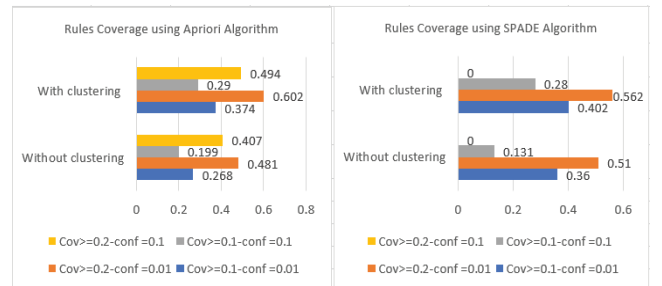 Rules Coverage using Apriori Algorithm
With clustering
0.494
0.29
0.602
0.374
Without clustering
0.407
0.199
0.481
0.268
0 0.2 0.4 0.6 0.8
Cov>=0.2-conf =0.1 Cov>=0.1-conf=0.1
Cov>=0.2-conf=0.01 Cov>=0.1-conf=0.01
Rules Coverage using SPADE Algorithm
With clustering
0
0.28
0.562
0.402
Without clustering
0
0.131
0.51
0.36
0 0.2 0.4 0.6
Cov>=0.2-conf =0.1 Cov>=0.1-conf=0.1
Cov>=0.2-conf=0.01 Cov>=0.1-conf=0.01